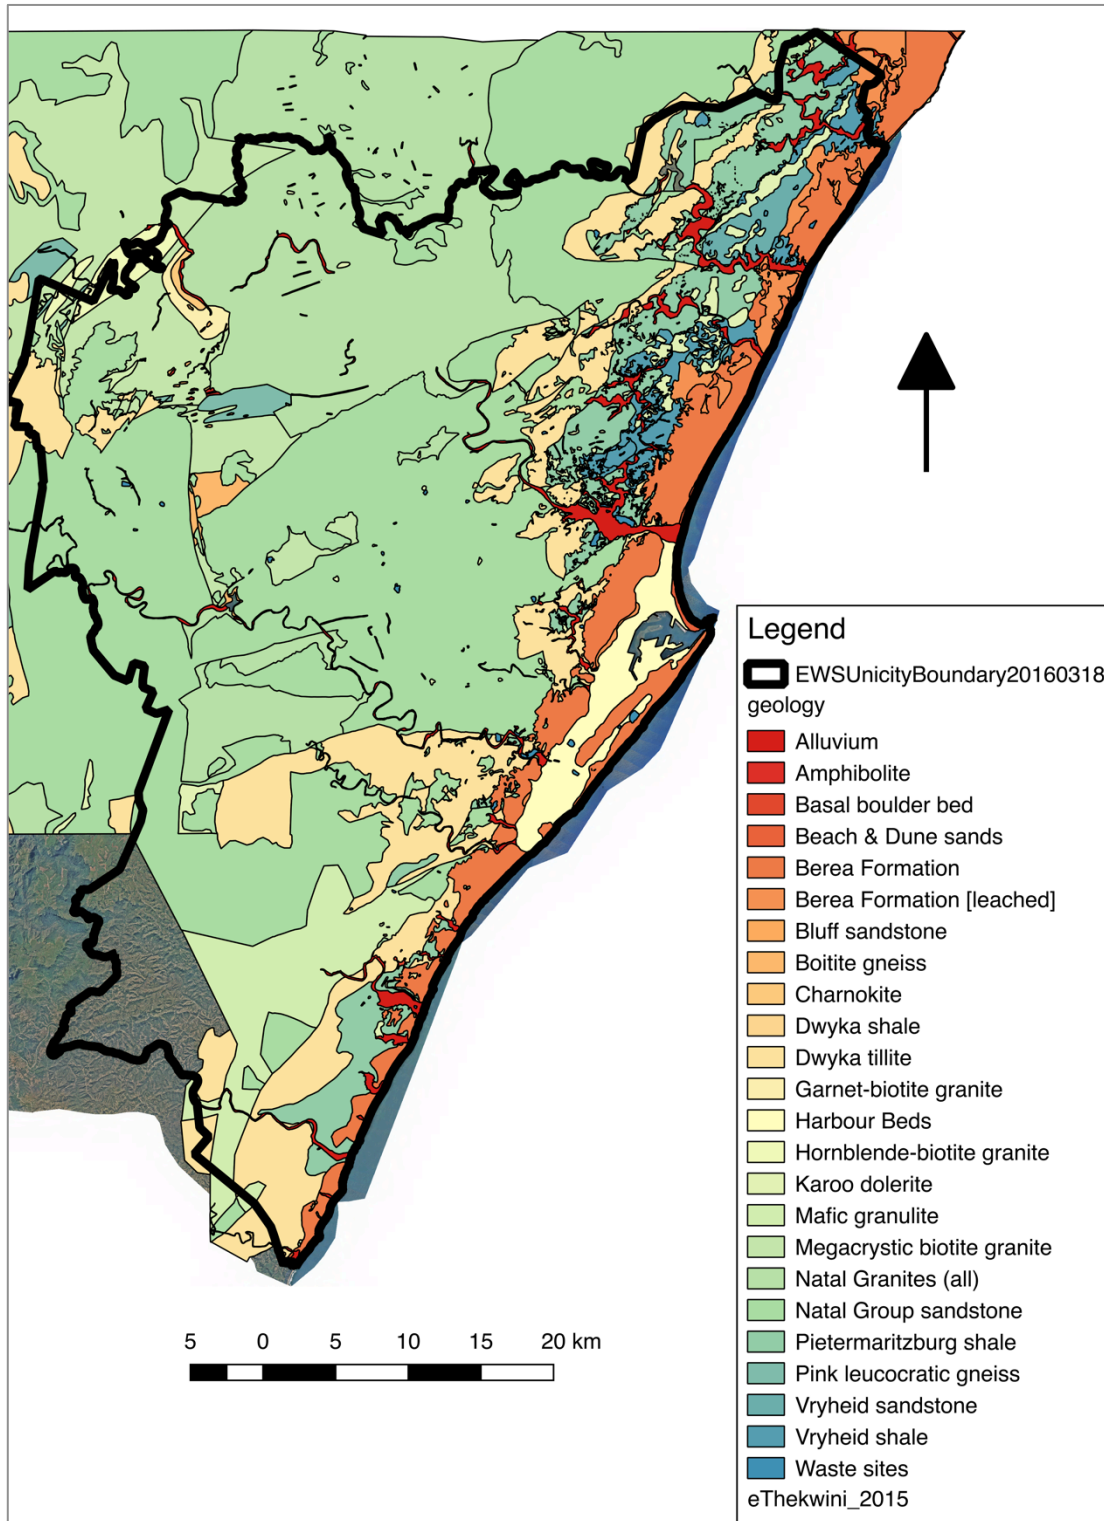 Legend
EWSUnicityBoundary20160318
geology
Alluvium
Amphibolite
Basal boulder bed
Beach & Dune sands
Berea Formation
Berea Formation [leached]
Bluff sandstone
Boitite gneiss
Charnokite
Dwyka shale
Dwyka tillite
Garnet-biotite granite
Harbour Beds
Hornblende-biotite granite
Karoo dolerite
Mafic granulite
Megacrystic biotite granite
Natal Granites (all)
Natal Group sandstone
Pietermaritzburg shale
Pink leucocratic gneiss
Vryheid sandstone
Vryheid shale
Waste sites
eThekwini_2015
5 0 5 10 15 20 km